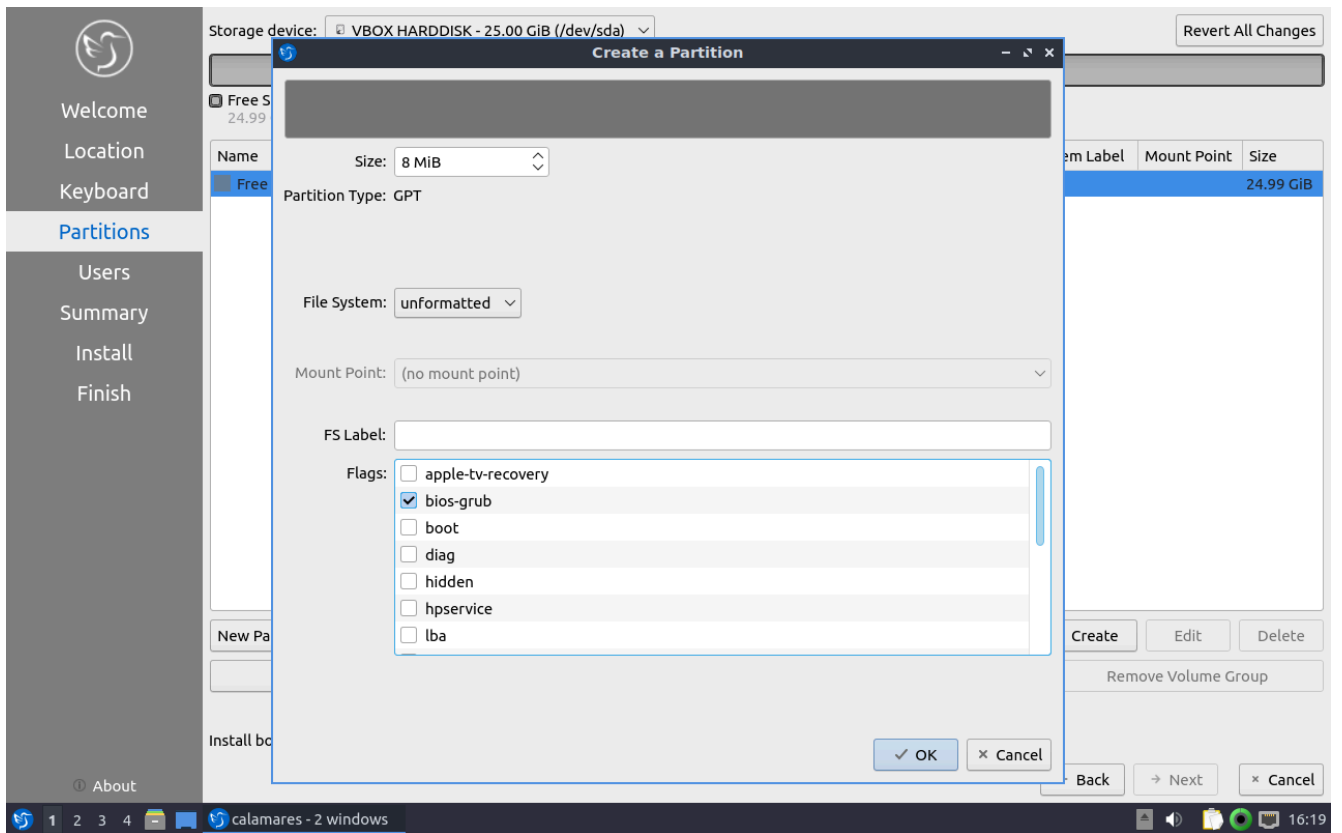 Storage device: VBOX HARDDISK - 25.00 GiB (/dev/sda)
Revert All Changes
Create a Partition
Welcome
Location
Keyboard
Partitions
Users
Summary
Install
Finish
About
Free S
24.99
Name
em Label Mount Point Size
Free
24.99 GiB
Size: 8 MiB
Partition Type: GPT
File System: unformatted
Mount Point: (no mount point)
FS Label:
Flags: apple-tv-recovery
bios-grub
boot
diag
hidden
hpservice
lba
New Pa
Create Edit Delete
Remove Volume Group
Install bo
OK Cancel
Back Next Cancel
1 2 3 4 calamares - 2 windows 16:19